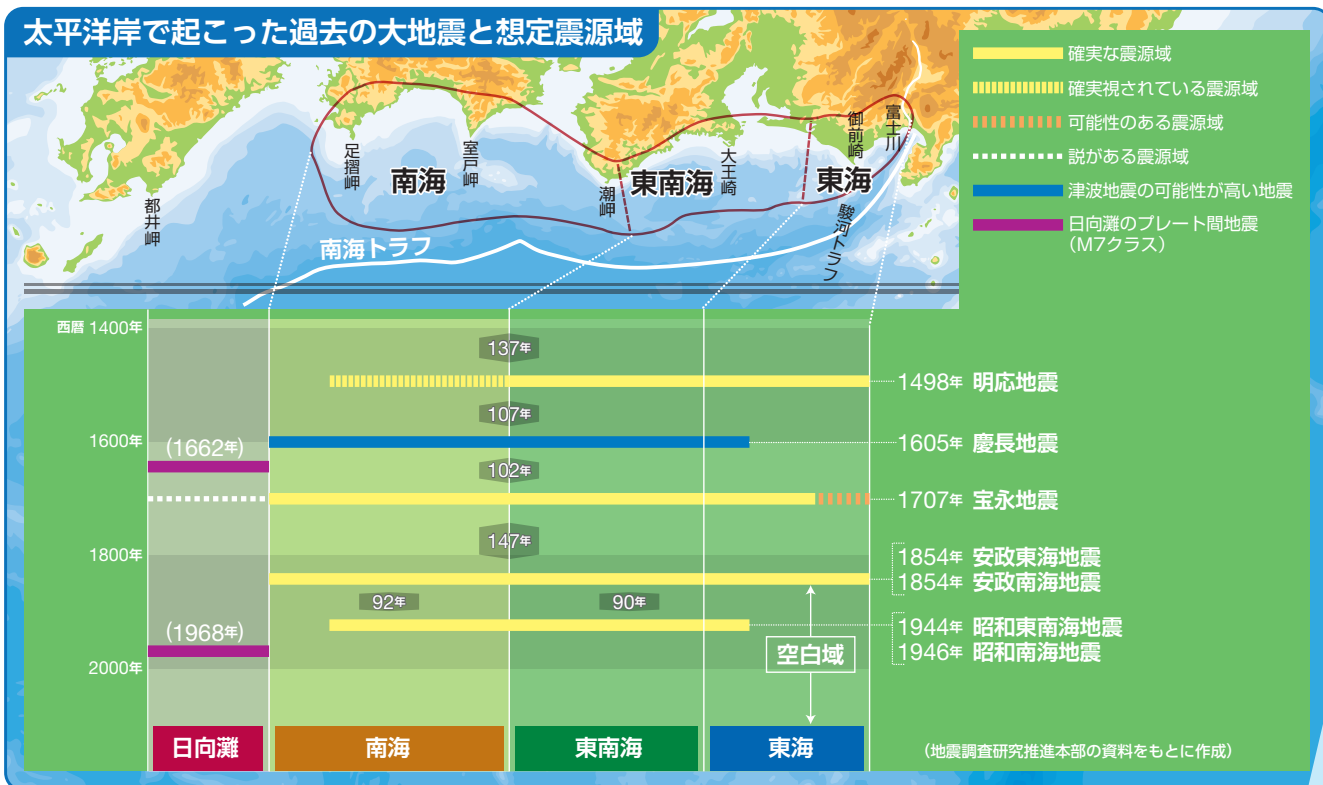 太平洋岸で起こった過去の大地震と想定震源域
確実な震源域
確実視されている震源域
可能性のある震源域
説がある震源域
津波地震の可能性が高い地震
日向灘のプレート間地震
（M7クラス）
都井岬
足摺岬
室戸岬
潮岬
大王崎
御前崎
富士川
南海
東南海
東海
南海トラフ
駿河トラフ
西暦 1400年
137年
1498年 明応地震
107年
1600年
(1662年)
1605年 慶長地震
102年
1707年 宝永地震
147年
1800年
1854年 安政東海地震
1854年 安政南海地震
92年
90年
(1968年)
1944年 昭和東南海地震
1946年 昭和南海地震
空白域
2000年
日向灘
南海
東南海
東海
（地震調査研究推進本部の資料をもとに作成）